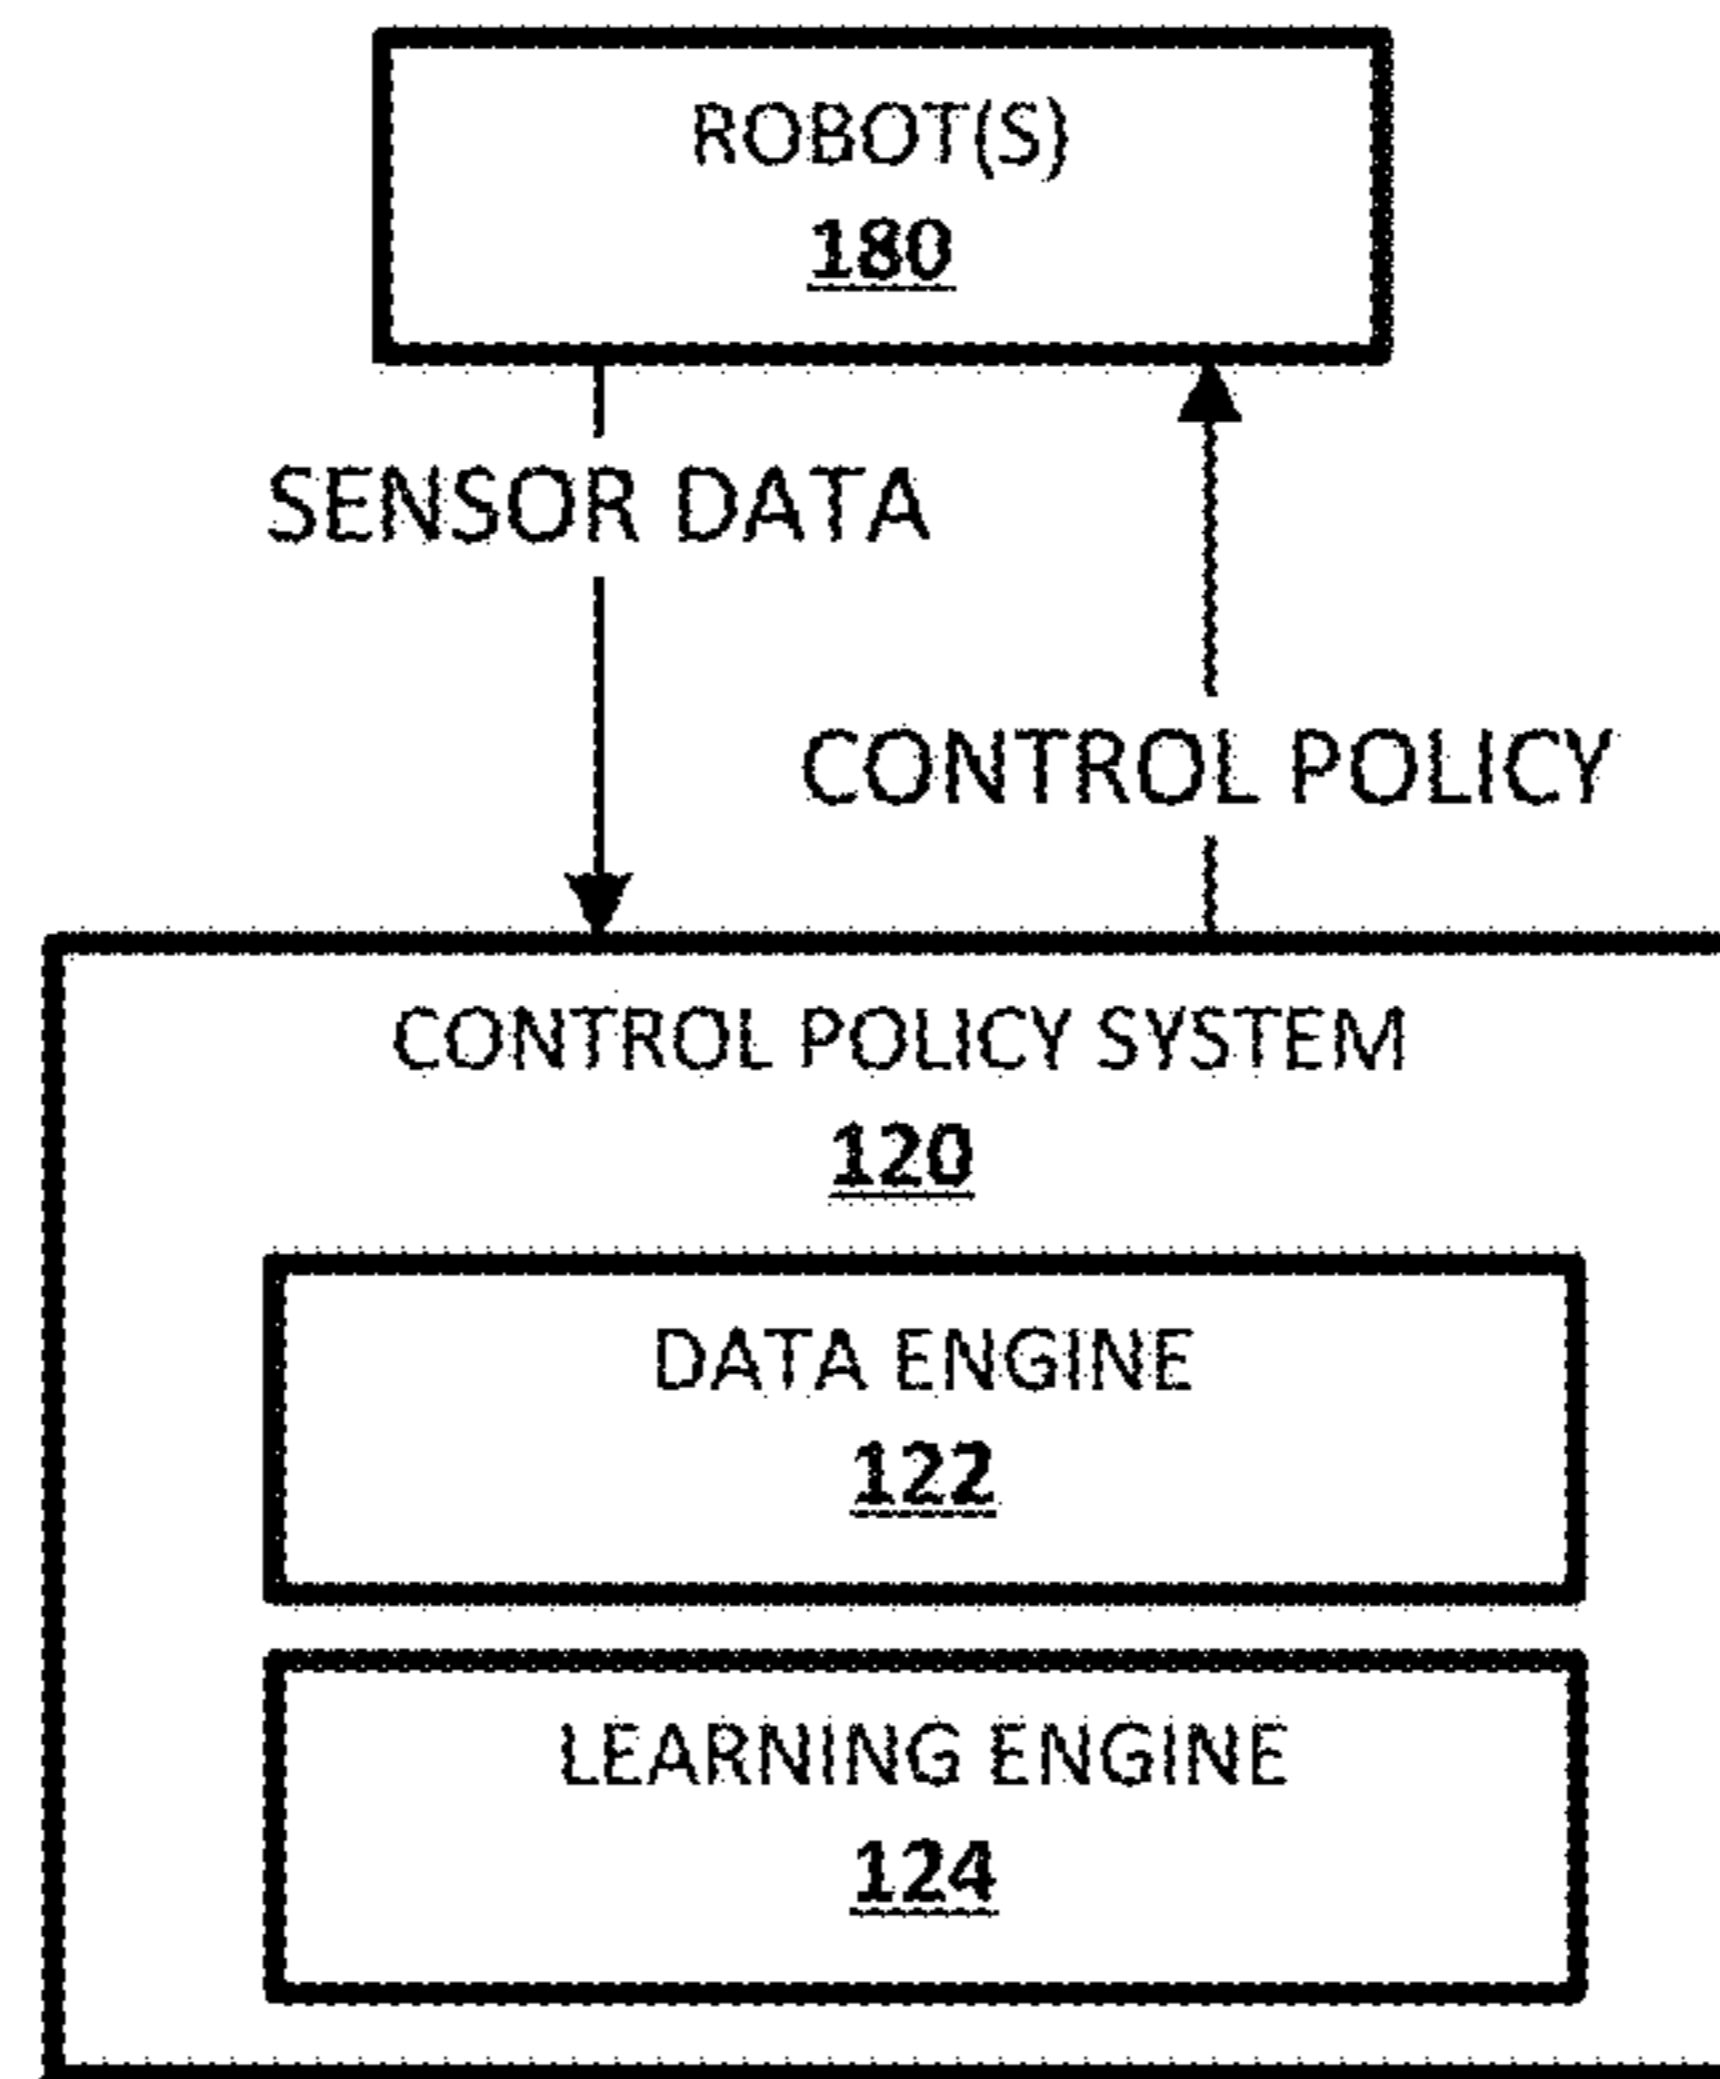 ROBOT(S)
180
SENSOR DATA
CONTROL POLICY
CONTROL POLICY SYSTEM
120
DATA ENGINE
122
LEARNING ENGINE
124